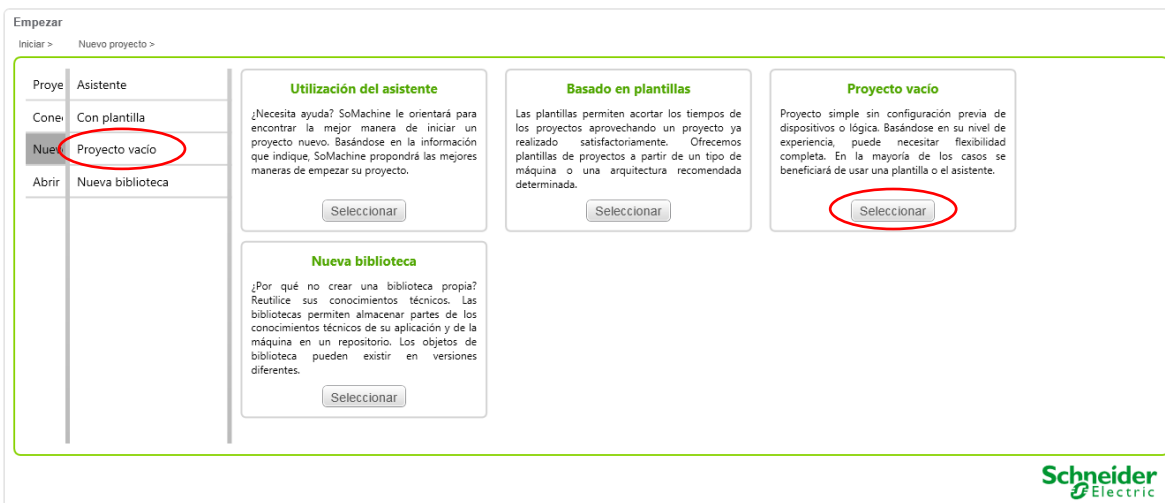 Empezar
Iniciar > Nuevo proyecto >
Proye
Cone
Nuev
Abrir
Asistente
Con plantilla
Proyecto vacío
Nueva biblioteca
Utilización del asistente
¿Necesita ayuda? SoMachine le orientará para
encontrar la mejor manera de iniciar un
proyecto nuevo. Basándose en la información
que indique, SoMachine propondrá las mejores
maneras de empezar su proyecto.
Seleccionar
Basado en plantillas
Las plantillas permiten acortar los tiempos de
los proyectos aprovechando un proyecto ya
realizado satisfactoriamente. Ofrecemos
plantillas de proyectos a partir de un tipo de
máquina o una arquitectura recomendada
determinada.
Seleccionar
Proyecto vacío
Proyecto simple sin configuración previa de
dispositivos o lógica. Basándose en su nivel de
experiencia, puede necesitar flexibilidad
completa. En la mayoría de los casos se
beneficiará de usar una plantilla o el asistente.
Seleccionar
Nueva biblioteca
¿Por qué no crear una biblioteca propia?
Reutilice sus conocimientos técnicos. Las
bibliotecas permiten almacenar partes de los
conocimientos técnicos de su aplicación y de la
máquina en un repositorio. Los objetos de
biblioteca pueden existir en versiones
diferentes.
Seleccionar
Schneider
Electric